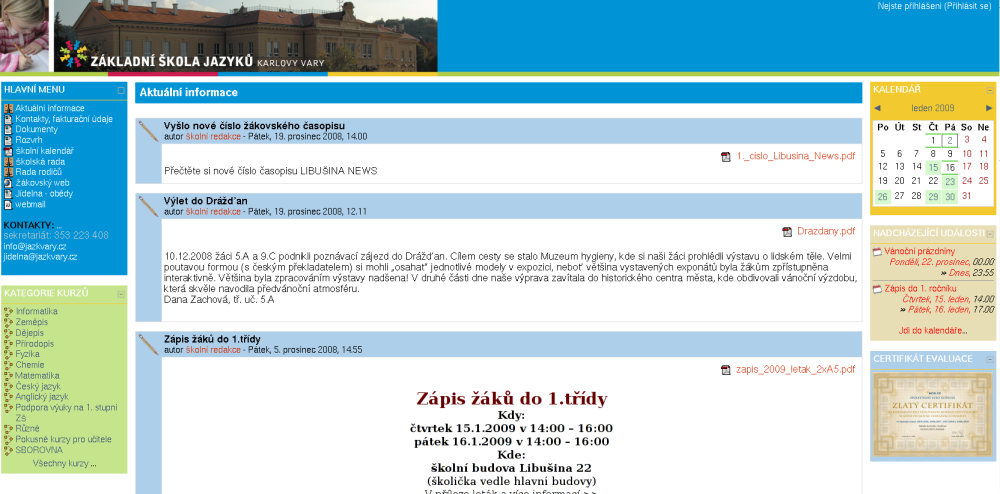 Nejste přihlášeni (Přihlásit se)
ZÁKLADNÍ ŠKOLA JAZYKŮ KARLOVY VARY
HLAVNÍ MENU
Aktuální informace
Kontakty, fakturační údaje
Dokumenty
Rozvrh
školní kalendář
školská rada
Rada rodičů
žákovský web
Jídelna - obědy
webmail
KONTAKTY: ..
sekretariát: 353 223 408
info@jazkvary.cz
jidelna@jazkvary.cz
KATEGORIE KURZŮ
Informatika
Zeměpis
Dějepis
Přírodopis
Fyzika
Chemie
Matematika
Český jazyk
Anglický jazyk
Podpora výuky na 1. stupni
ZŠ
Různé
Pokusné kurzy pro učitele
SBOROVNA
Všechny kurzy ...
Aktuální informace
Vyšlo nové číslo žákovského časopisu
autor školní redakce - Pátek, 19. prosinec 2008, 14.00
1._cislo_Libusina_News.pdf
Přečtěte si nové číslo časopisu LIBUŠINA NEWS
Výlet do Drážďan
autor školní redakce - Pátek, 19. prosinec 2008, 12.11
Drazdany.pdf
10.12.2008 žáci 5.A a 9.C podnikli poznávací zájezd do Drážďan. Cílem cesty se stalo Muzeum hygieny, kde si naši žáci prohlédli výstavu o lidském těle. Velmi
poutavou formou (s českým překladatelem) si mohli „osahat" jednotlivé modely v expozici, neboť většina vystavených exponátů byla žákům zpřístupněna
interaktivně. Většina byla zpracováním výstavy nadšena! V druhé části dne naše výprava zavítala do historického centra města, kde obdivovali vánoční výzdobu,
která skvěle navodila předvánoční atmosféru.
Dana Zachová, tř. uč. 5.A
Zápis žáků do 1.třídy
autor školní redakce - Pátek, 5. prosinec 2008, 14.55
zapis_2009_letak_2xA5.pdf
Zápis žáků do 1.třídy
Kdy:
čtvrtek 15.1.2009 v 14:00 – 16:00
pátek 16.1.2009 v 14:00 – 16:00
Kde:
školní budova Libušina 22
(školička vedle hlavní budovy)
V příloze leták a více informací >>
KALENDÁŘ
◄ leden 2009 ►
Po Út St Čt Pá So Ne
1 2 3 4
5 6 7 8 9 10 11
12 13 14 15 16 17 18
19 20 21 22 23 24 25
26 27 28 29 30 31
NADCHÁZEJÍCÍ UDÁLOSTI
Vánoční prázdniny
Pondělí, 22. prosinec, 00.00
» Dnes, 23.55
Zápis do 1. ročníku
Čtvrtek, 15. leden, 14.00
» Pátek, 16. leden, 17.00
Jdi do kalendáře...
CERTIFIKÁT EVALUACE
ZLATÝ CERTIFIKÁT